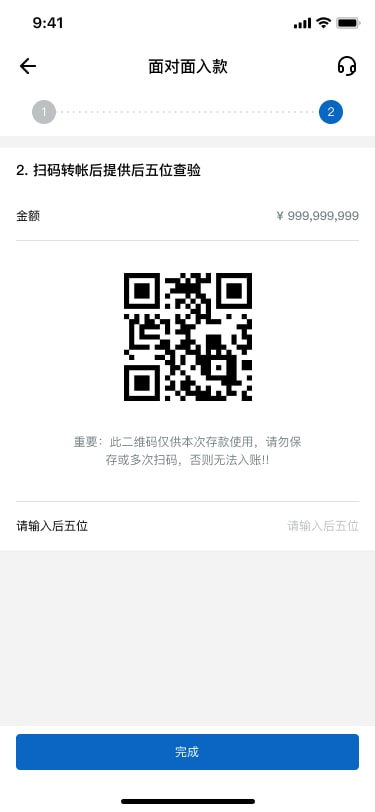 9:41
面对面入款
1
2
2. 扫码转帐后提供后五位查验
金额
¥ 999,999,999
重要：此二维码仅供本次存款使用，请勿保
存或多次扫码，否则无法入账!!
请输入后五位
请输入后五位
完成